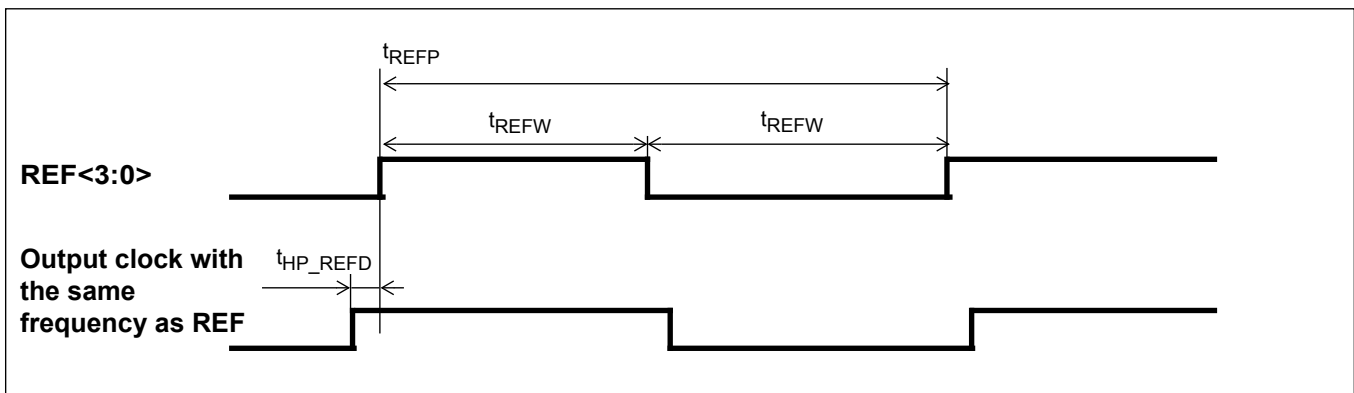 tREFP
tREFW
tREFW
REF<3:0>
Output clock with
the same
frequency as REF
tHP_REFD